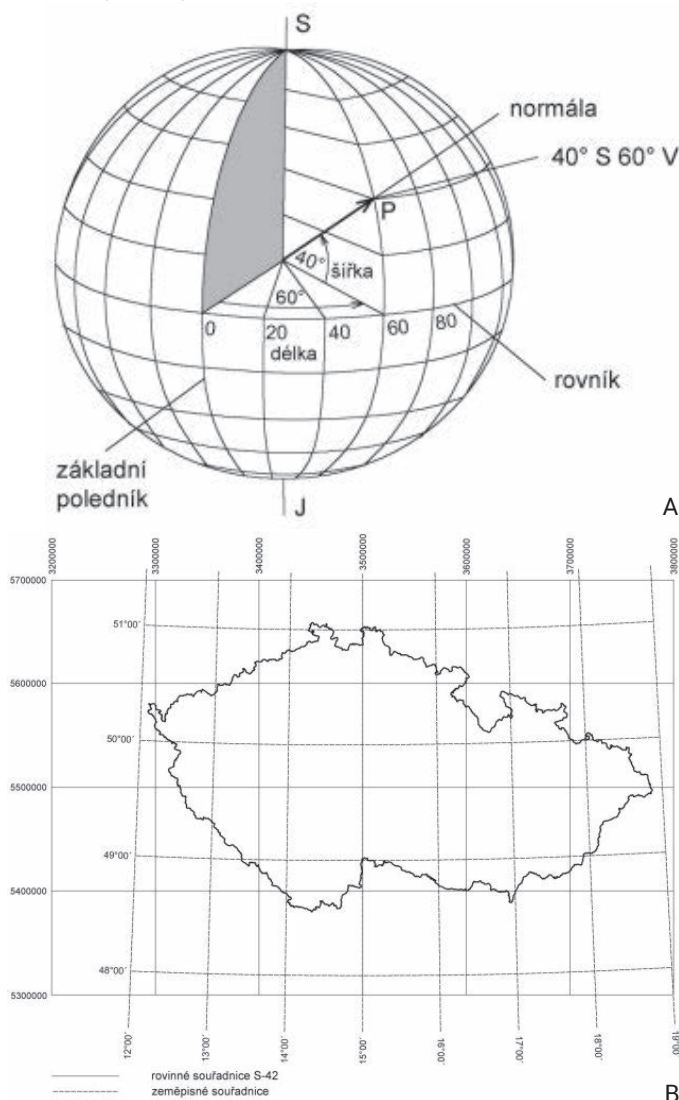 S
normála
40° S 60° V
P
40°
šířka
60°
0
20
40
60
80
délka
rovník
základní
poledník
J
A
3200000
3300000
3400000
3500000
3600000
3700000
3800000
5700000
51°00´
5600000
50°00´
5500000
49°00´
5400000
48°00´
5300000
12°00´
13°00´
14°00´
15°00´
16°00´
17°00´
18°00´
19°00´
rovinné souřadnice S-42
zeměpisné souřadnice
B